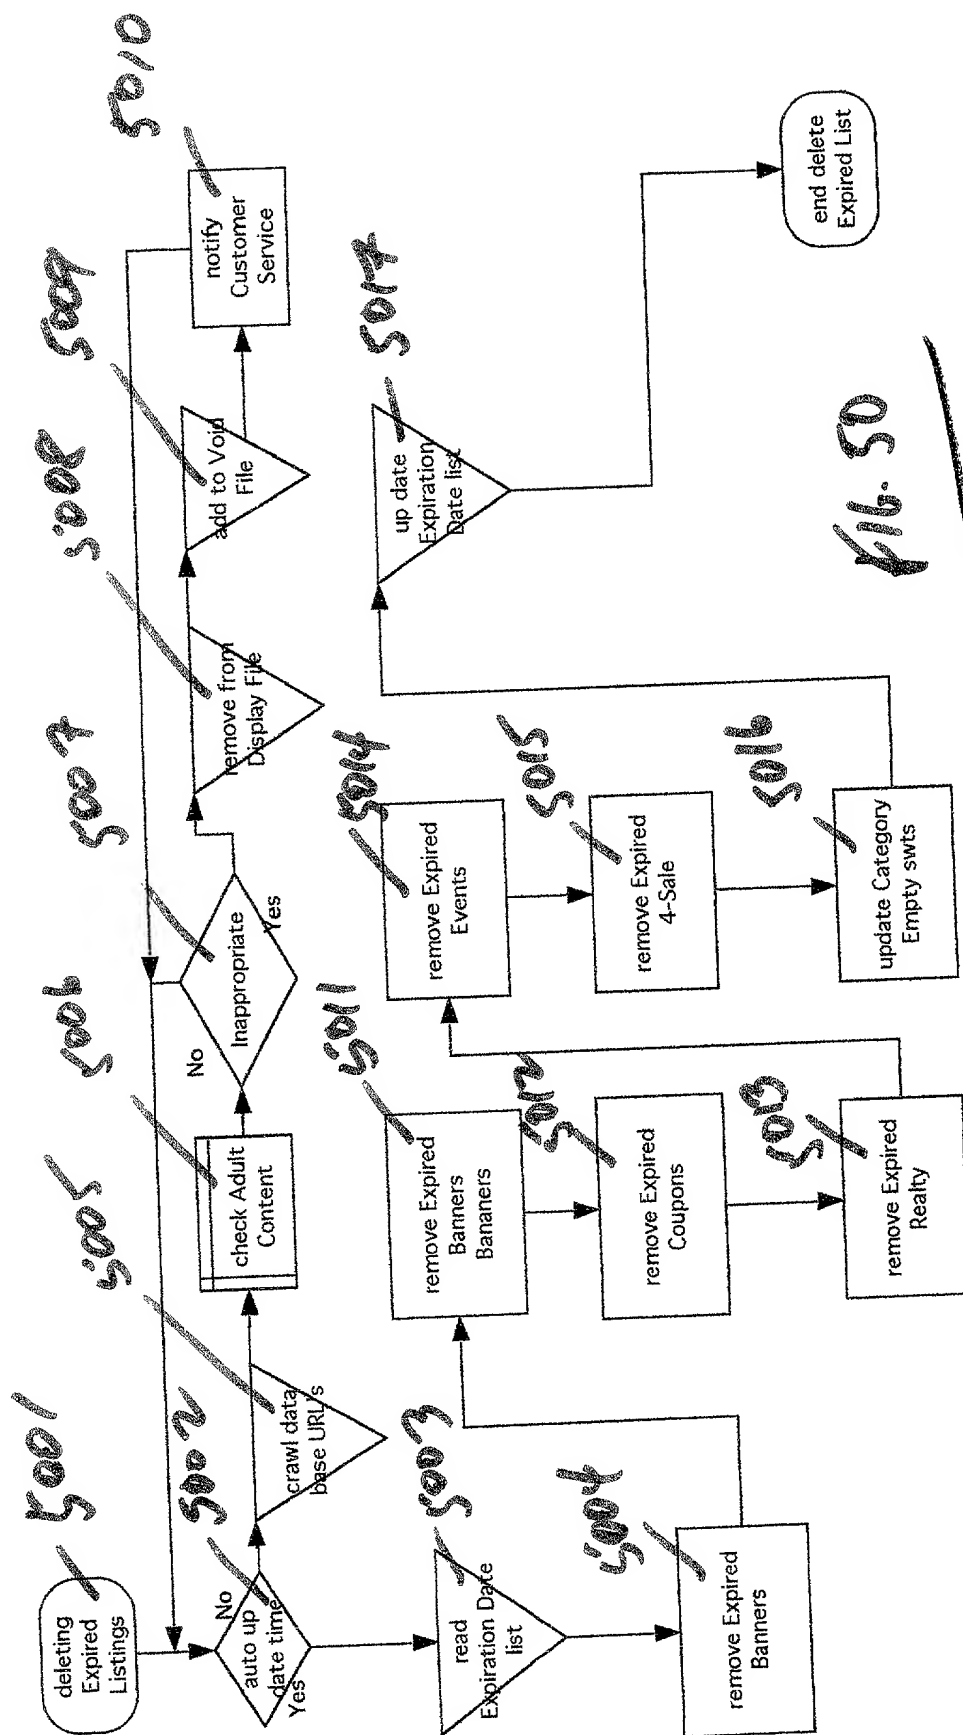 5001
deleting
Expired
Listings
5002
auto up
date time
No
Yes
5003
read
Expiration Date
list
5004
remove Expired
Banners
5005
crawl data
base URL's
5006
check Adult
Content
5007
Inappropriate
No
Yes
5008
remove from
Display File
5009
add to Void
File
5010
notify
Customer
Service
5011
remove Expired
Banners
Bananers
5012
remove Expired
Coupons
5013
remove Expired
Realty
5014
remove Expired
Events
5015
remove Expired
4-Sale
5016
update Category
Empty swts
5017
up date
Expiration
Date list
end delete
Expired List
FIG. 50